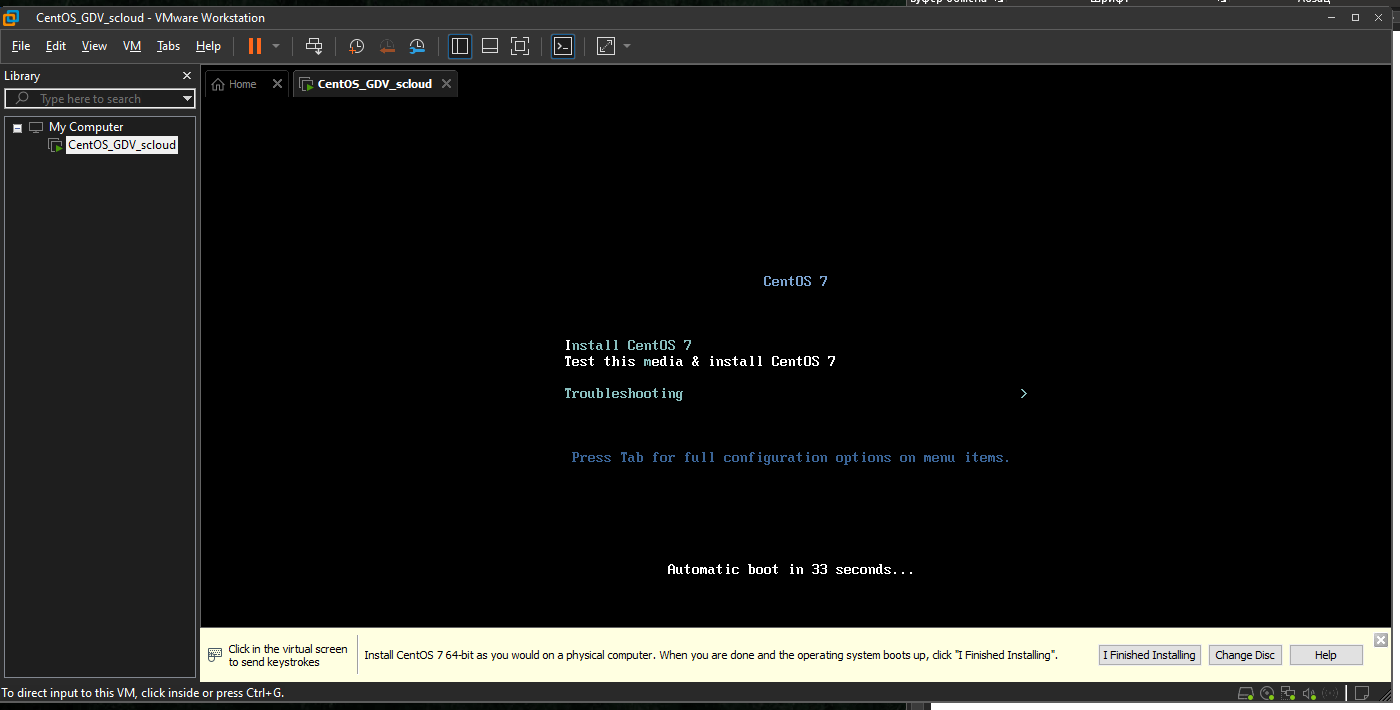 Буфер обмена
Шрифт
Абзац
CentOS_GDV_scloud - VMware Workstation
File Edit View VM Tabs Help
Library
Type here to search
My Computer
CentOS_GDV_scloud
Home
CentOS_GDV_scloud
CentOS 7
Install CentOS 7
Test this media & install CentOS 7
Troubleshooting >
Press Tab for full configuration options on menu items.
Automatic boot in 33 seconds...
Click in the virtual screen
to send keystrokes
Install CentOS 7 64-bit as you would on a physical computer. When you are done and the operating system boots up, click "I Finished Installing".
I Finished Installing
Change Disc
Help
To direct input to this VM, click inside or press Ctrl+G.